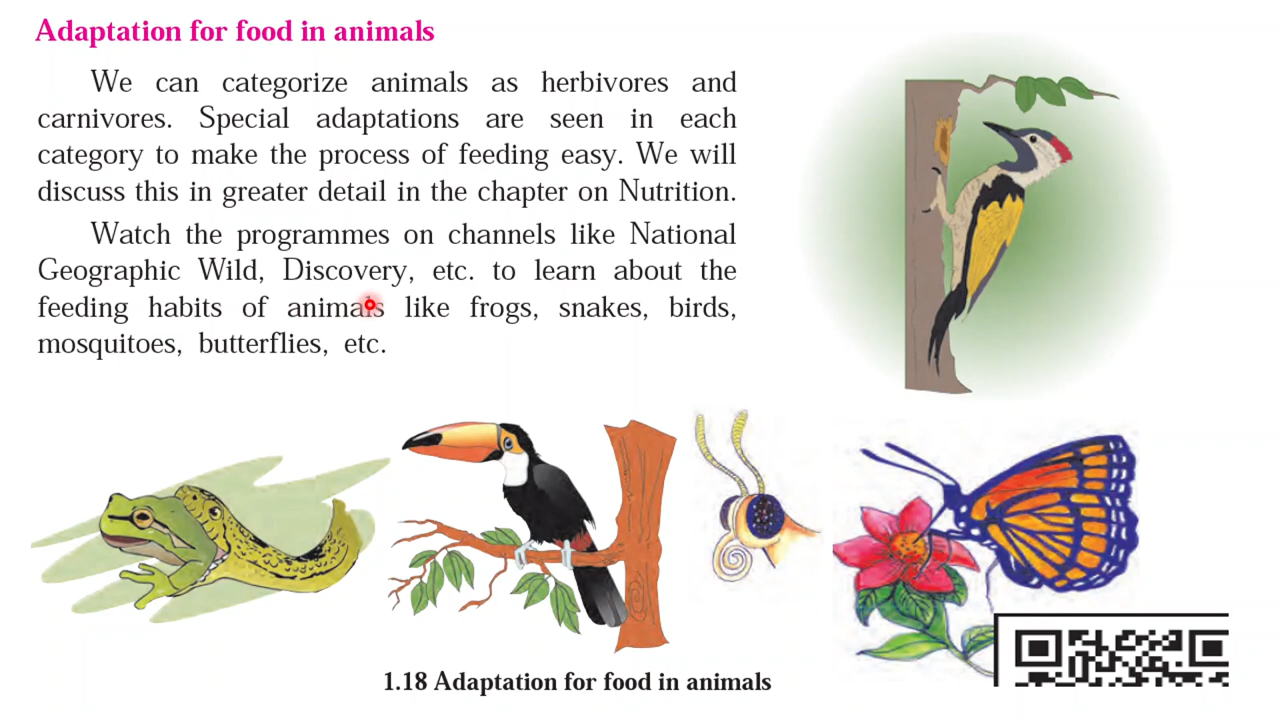 Adaptation for food in animals
We can categorize animals as herbivores and
carnivores. Special adaptations are seen in each
category to make the process of feeding easy. We will
discuss this in greater detail in the chapter on Nutrition.
Watch the programmes on channels like National
Geographic Wild, Discovery, etc. to learn about the
feeding habits of animals like frogs, snakes, birds,
mosquitoes, butterflies, etc.
1.18 Adaptation for food in animals